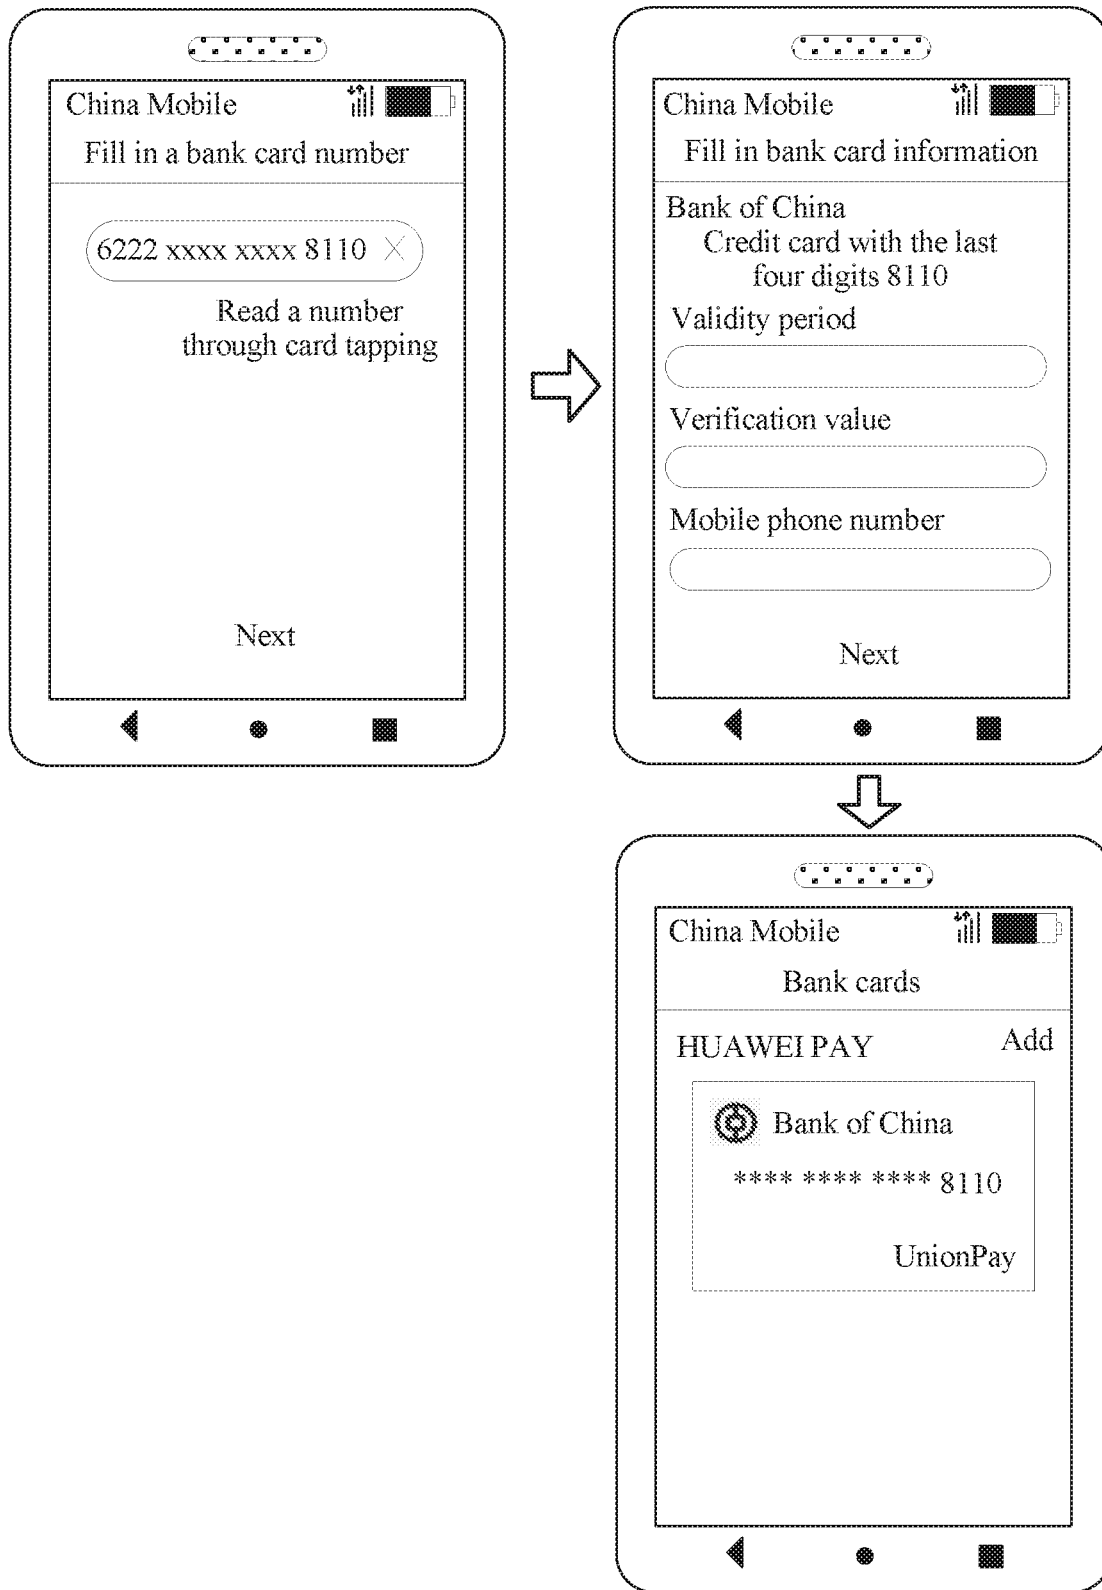 China Mobile
Fill in a bank card number
6222 xxxx xxxx 8110 X
Read a number
through card tapping
Next
China Mobile
Fill in bank card information
Bank of China
Credit card with the last
four digits 8110
Validity period
Verification value
Mobile phone number
Next
China Mobile
Bank cards
HUAWEI PAY
Add
Bank of China
**** **** **** 8110
UnionPay